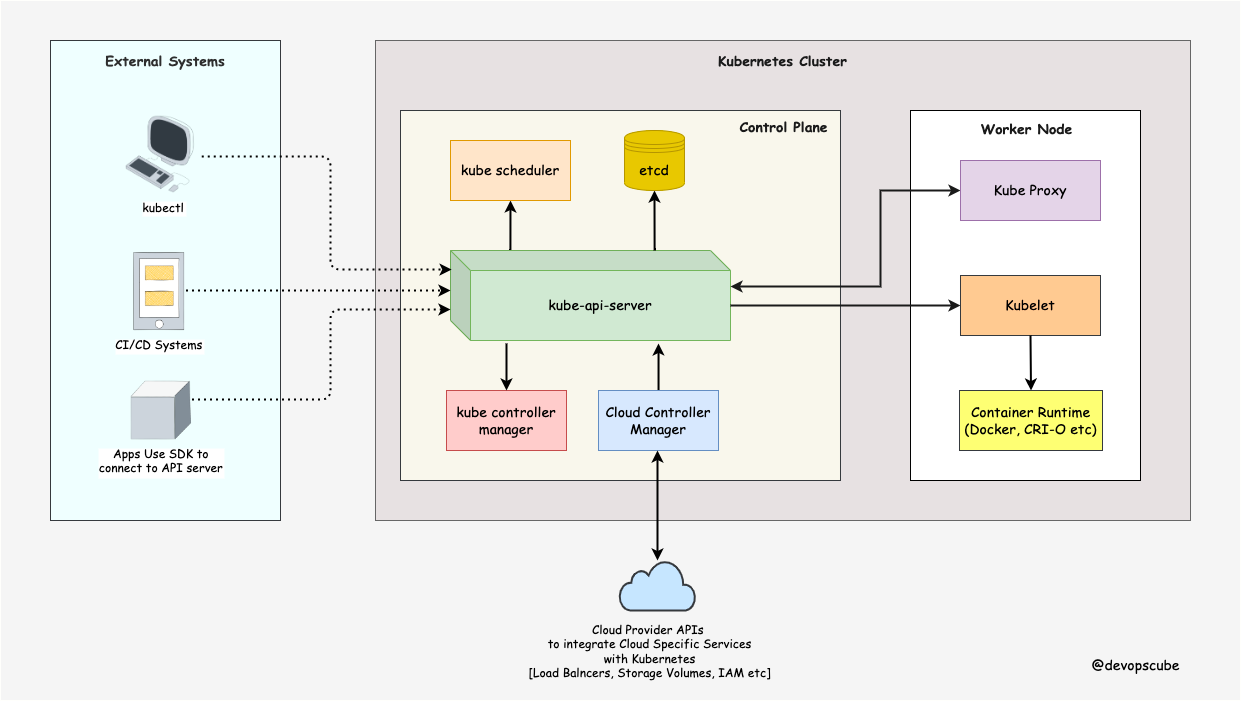 External Systems
kubectl
CI/CD Systems
Apps Use SDK to
connect to API server
Kubernetes Cluster
Control Plane
kube scheduler
etcd
kube-api-server
kube controller
manager
Cloud Controller
Manager
Worker Node
Kube Proxy
Kubelet
Container Runtime
(Docker, CRI-O etc)
Cloud Provider APIs
to integrate Cloud Specific Services
with Kubernetes
[Load Balncers, Storage Volumes, IAM etc]
@devopscube